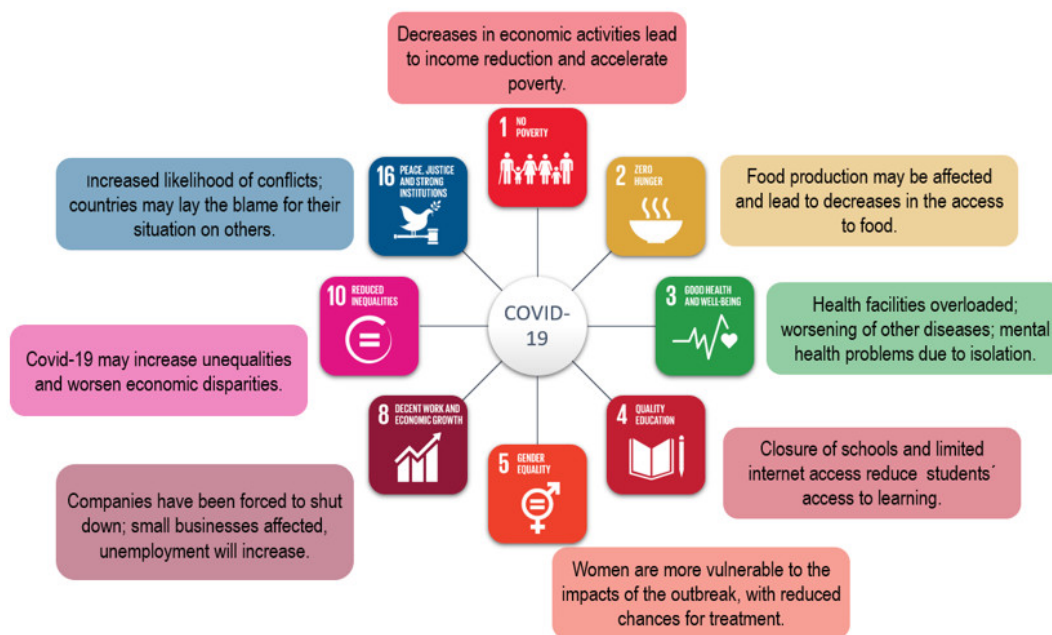 Decreases in economic activities lead
to income reduction and accelerate
poverty.
1 NO
POVERTY
16 PEACE, JUSTICE
AND STRONG
INSTITUTIONS
Increased likelihood of conflicts;
countries may lay the blame for their
situation on others.
2 ZERO
HUNGER
Food production may be affected
and lead to decreases in the access
to food.
10 REDUCED
INEQUALITIES
COVID-
19
3 GOOD HEALTH
AND WELL-BEING
Health facilities overloaded;
worsening of other diseases; mental
health problems due to isolation.
Covid-19 may increase unequalities
and worsen economic disparities.
8 DECENT WORK AND
ECONOMIC GROWTH
4 QUALITY
EDUCATION
Closure of schools and limited
internet access reduce students´
access to learning.
5 GENDER
EQUALITY
Companies have been forced to shut
down; small businesses affected,
unemployment will increase.
Women are more vulnerable to the
impacts of the outbreak, with reduced
chances for treatment.